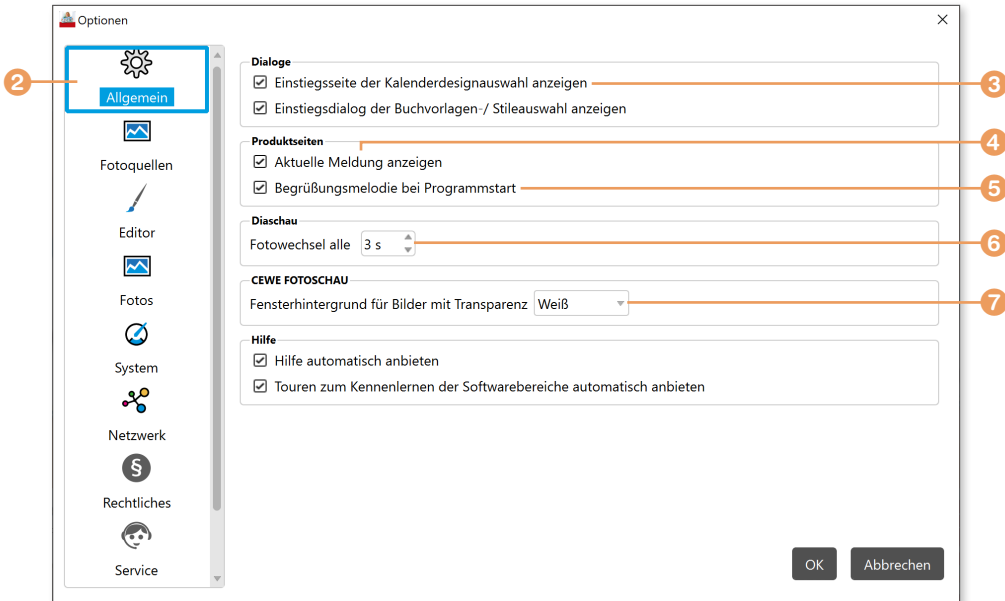 Optionen
2
Allgemein
Fotoquellen
Editor
Fotos
System
Netzwerk
§
Rechtliches
Service
Dialoge
Einstiegsseite der Kalenderdesignauswahl anzeigen
3
Einstiegsdialog der Buchvorlagen-/ Stileauswahl anzeigen
Produktseiten
4
Aktuelle Meldung anzeigen
Begrüßungsmelodie bei Programmstart
5
Diaschau
Fotowechsel alle 3 s
6
CEWE FOTOSCHAU
Fensterhintergrund für Bilder mit Transparenz Weiß
7
Hilfe
Hilfe automatisch anbieten
Touren zum Kennenlernen der Softwarebereiche automatisch anbieten
OK Abbrechen